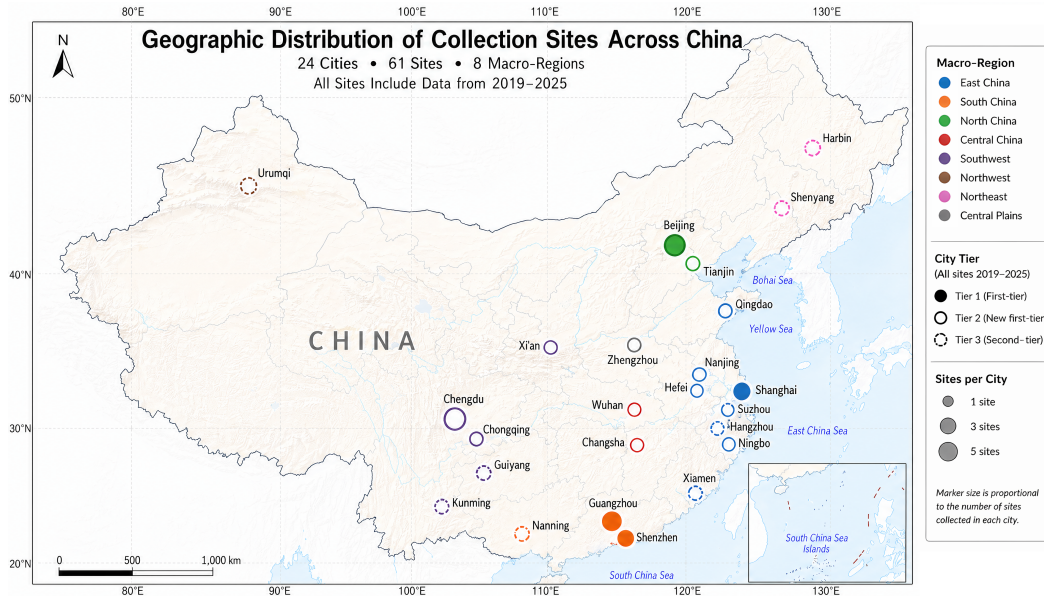 80°E
90°E
100°E
110°E
120°E
130°E
N
Geographic Distribution of Collection Sites Across China
24 Cities • 61 Sites • 8 Macro-Regions
All Sites Include Data from 2019–2025
50°N
40°N
30°N
20°N
Harbin
Urumqi
Shenyang
Beijing
Tianjin
Bohai Sea
Qingdao
Yellow Sea
CHINA
Xi'an
Zhengzhou
Nanjing
Hefei
Shanghai
Chengdu
Wuhan
Suzhou
Chongqing
Hangzhou
East China Sea
Changsha
Ningbo
Guiyang
Xiamen
Kunming
Guangzhou
Nanning
Shenzhen
South China Sea
Islands
South China Sea
0
500
1,000 km
80°E
90°E
100°E
110°E
120°E
130°E
Macro-Region
East China
South China
North China
Central China
Southwest
Northwest
Northeast
Central Plains
City Tier
(All sites 2019–2025)
Tier 1 (First-tier)
Tier 2 (New first-tier
Tier 3 (Second-tier)
Sites per City
1 site
3 sites
5 sites
Marker size is proportional
to the number of sites
collected in each city.